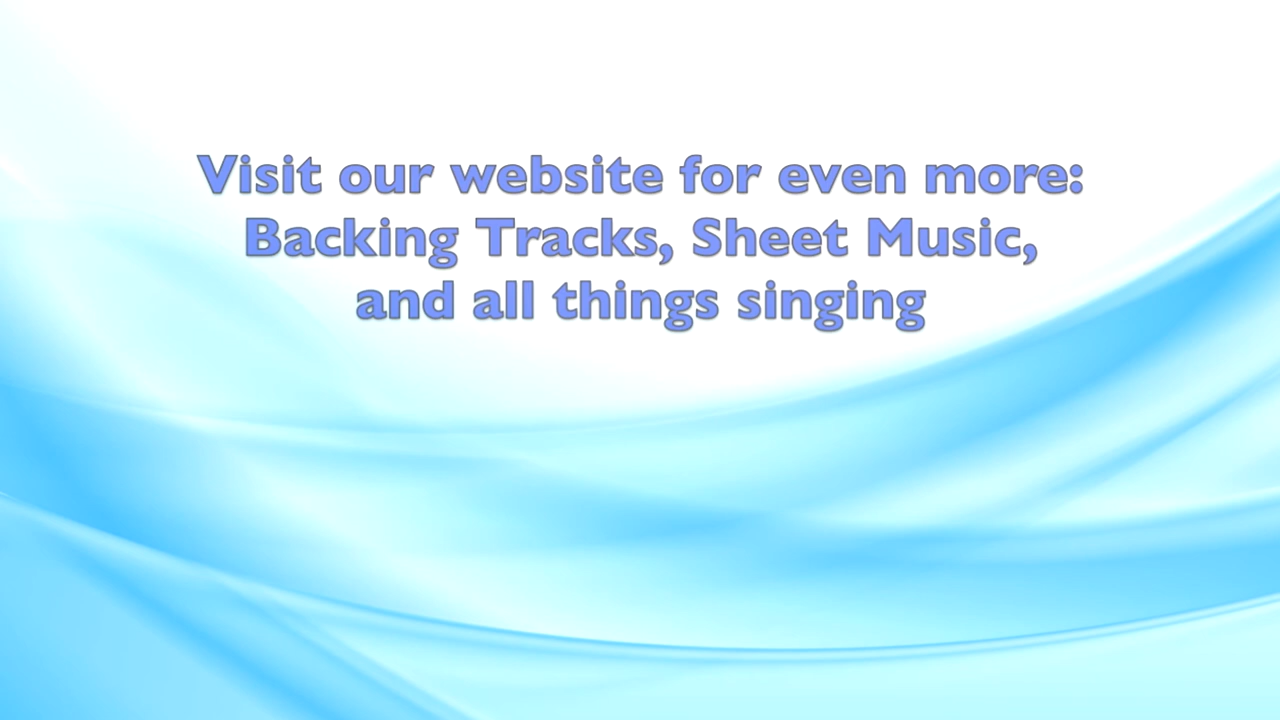 Visit our website for even more:
Backing Tracks, Sheet Music,
and all things singing